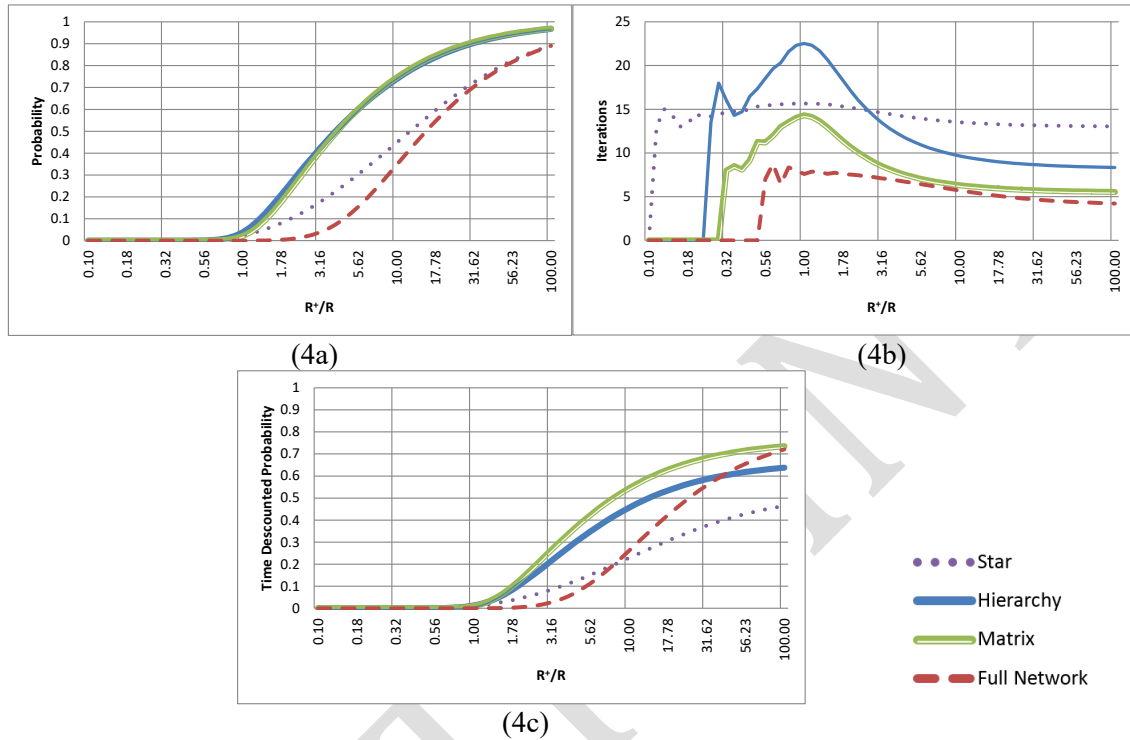 1
0.9
0.8
0.7
0.6
0.5
0.4
0.3
0.2
0.1
0
Probability
0.10 0.18 0.32 0.56 1.00 1.78 3.16 5.62 10.00 17.78 31.62 56.23 100.00
R⁺/R
(4a)
25
20
15
10
5
0
Iterations
0.10 0.18 0.32 0.56 1.00 1.78 3.16 5.62 10.00 17.78 31.62 56.23 100.00
R⁺/R
(4b)
1
0.9
0.8
0.7
0.6
0.5
0.4
0.3
0.2
0.1
0
Time Descounted Probability
0.10 0.18 0.32 0.56 1.00 1.78 3.16 5.62 10.00 17.78 31.62 56.23 100.00
R⁺/R
(4c)
Star
Hierarchy
Matrix
Full Network